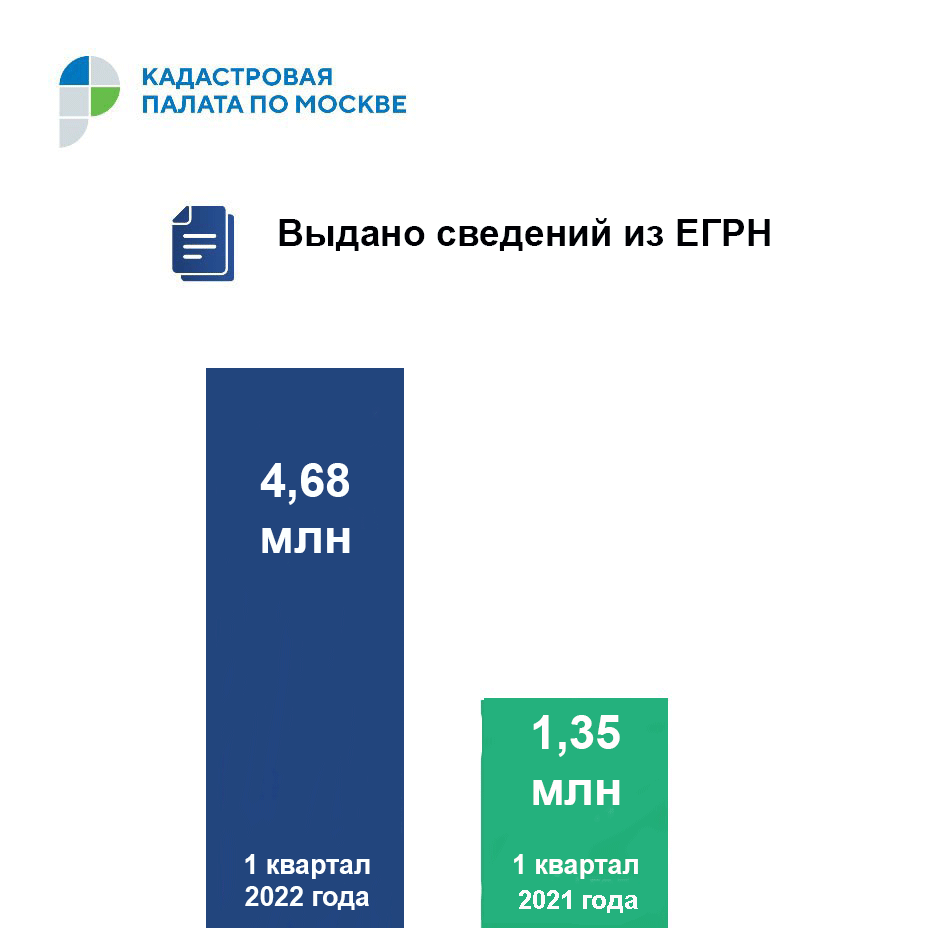 КАДАСТРОВАЯ
ПАЛАТА ПО МОСКВЕ
Выдано сведений из ЕГРН
4,68
млн
1 квартал
2022 года
1,35
млн
1 квартал
2021 года